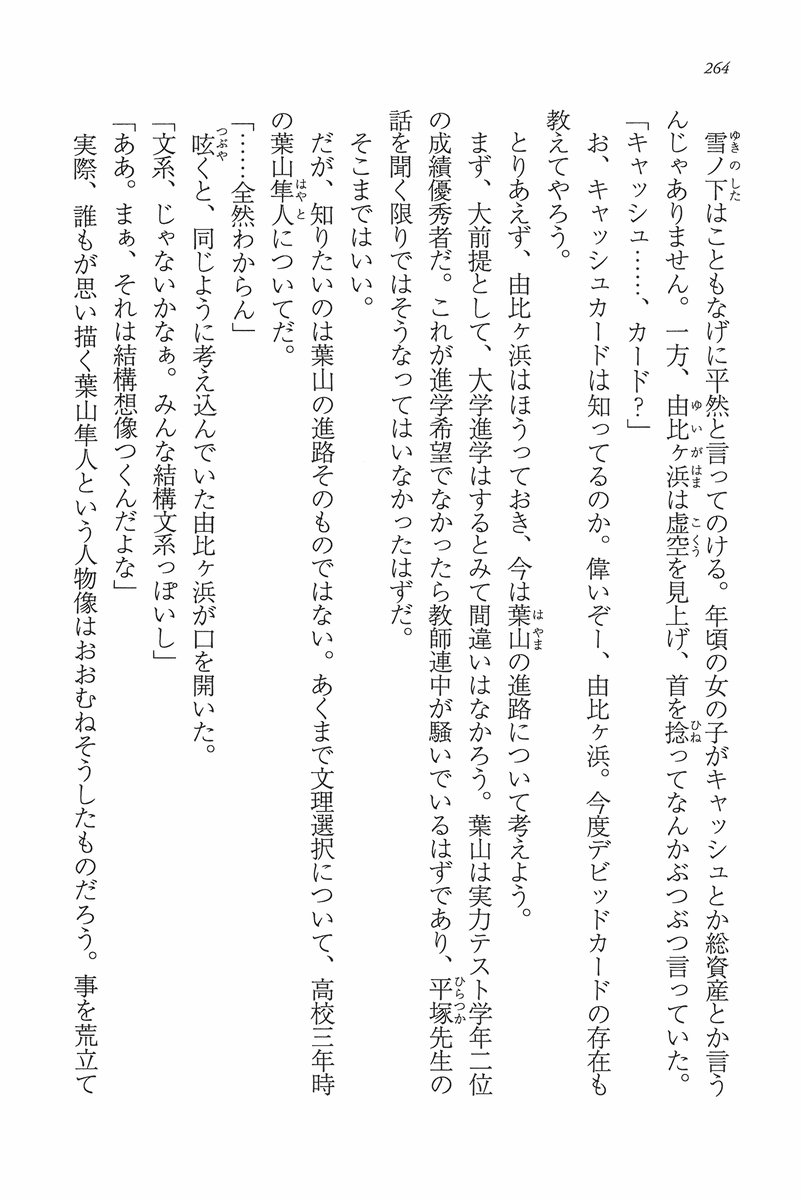 264
雪ノ下はこともなげに平然と言ってのける。年頃の女の子がキャッシュとか総資産とか言う
んじゃありません。一方、由比ヶ浜は虚空を見上げ、首を捻ってなんかぶつぶつ言っていた。
「キャッシュ……、カード?」
お、キャッシュカードは知ってるのか。偉いぞー、由比ヶ浜。今度デビッドカードの存在も
教えてやろう。
とりあえず、由比ヶ浜はほうっておき、今は葉山の進路について考えよう。
まず、大前提として、大学進学はするとみて間違いはなかろう。葉山は実力テスト学年二位
の成績優秀者だ。これが進学希望でなかったら教師連中が騒いでいるはずであり、平塚先生の
話を聞く限りではそうなってはいなかったはずだ。
そこまではいい。
だが、知りたいのは葉山の進路そのものではない。あくまで文理選択について、高校三年時
の葉山隼人についてだ。
「……全然わからん」
呟くと、同じように考え込んでいた由比ヶ浜が口を開いた。
「文系、じゃないかなぁ。みんな結構文系っぽいし」
「ああ。まぁ、それは結構想像つくんだよな」
実際、誰もが思い描く葉山隼人という人物像はおおむねそうしたものだろう。事を荒立て